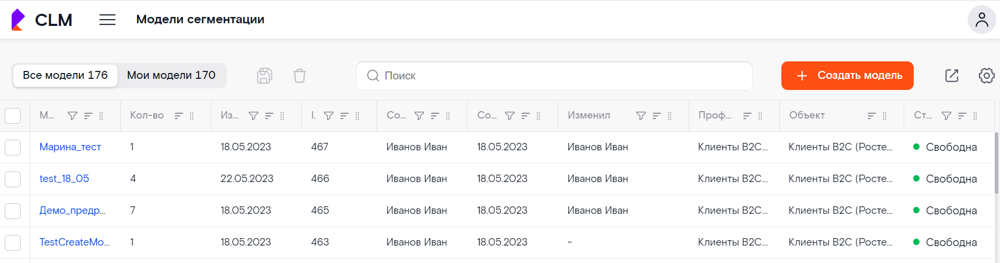 CLM Модели сегментации
Все модели 176 Мои модели 170 Поиск + Создать модель
М... Кол-во Из... I. Со... Со... Изменил Проф... Объект Ст...
Марина_тест 1 18.05.2023 467 Иванов Иван 18.05.2023 Иванов Иван Клиенты B2C... Клиенты B2C (Росте... Свободна
test_18_05 4 22.05.2023 466 Иванов Иван 18.05.2023 Иванов Иван Клиенты B2C... Клиенты B2C (Росте... Свободна
Демо_предр... 7 18.05.2023 465 Иванов Иван 18.05.2023 Иванов Иван Клиенты B2C... Клиенты B2C (Росте... Свободна
TestCreateMo... 1 18.05.2023 463 Иванов Иван 18.05.2023 - Клиенты B2C... Клиенты B2C (Росте... Свободна